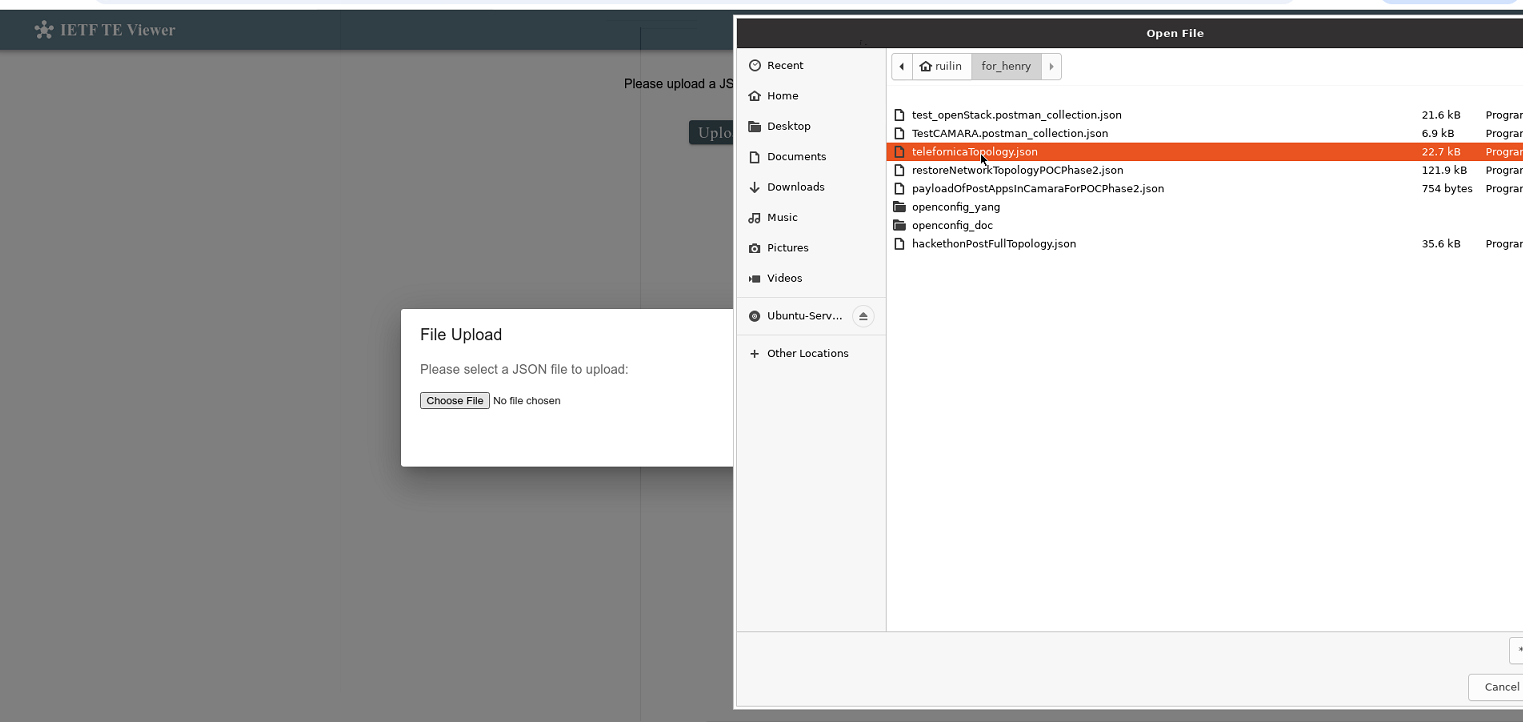 IETF TE Viewer
Please upload a JS
Uplo
File Upload
Please select a JSON file to upload:
Choose File No file chosen
Open File
Recent
Home
Desktop
Documents
Downloads
Music
Pictures
Videos
Ubuntu-Serv...
Other Locations
ruilin for_henry
test_openStack.postman_collection.json 21.6 kB Progra
TestCAMARA.postman_collection.json 6.9 kB Progra
telefornicaTopology.json 22.7 kB Progra
restoreNetworkTopologyPOCPhase2.json 121.9 kB Progra
payloadOfPostAppsInCamaraForPOCPhase2.json 754 bytes Progra
openconfig_yang
openconfig_doc
hackethonPostFullTopology.json 35.6 kB Progra
Cancel